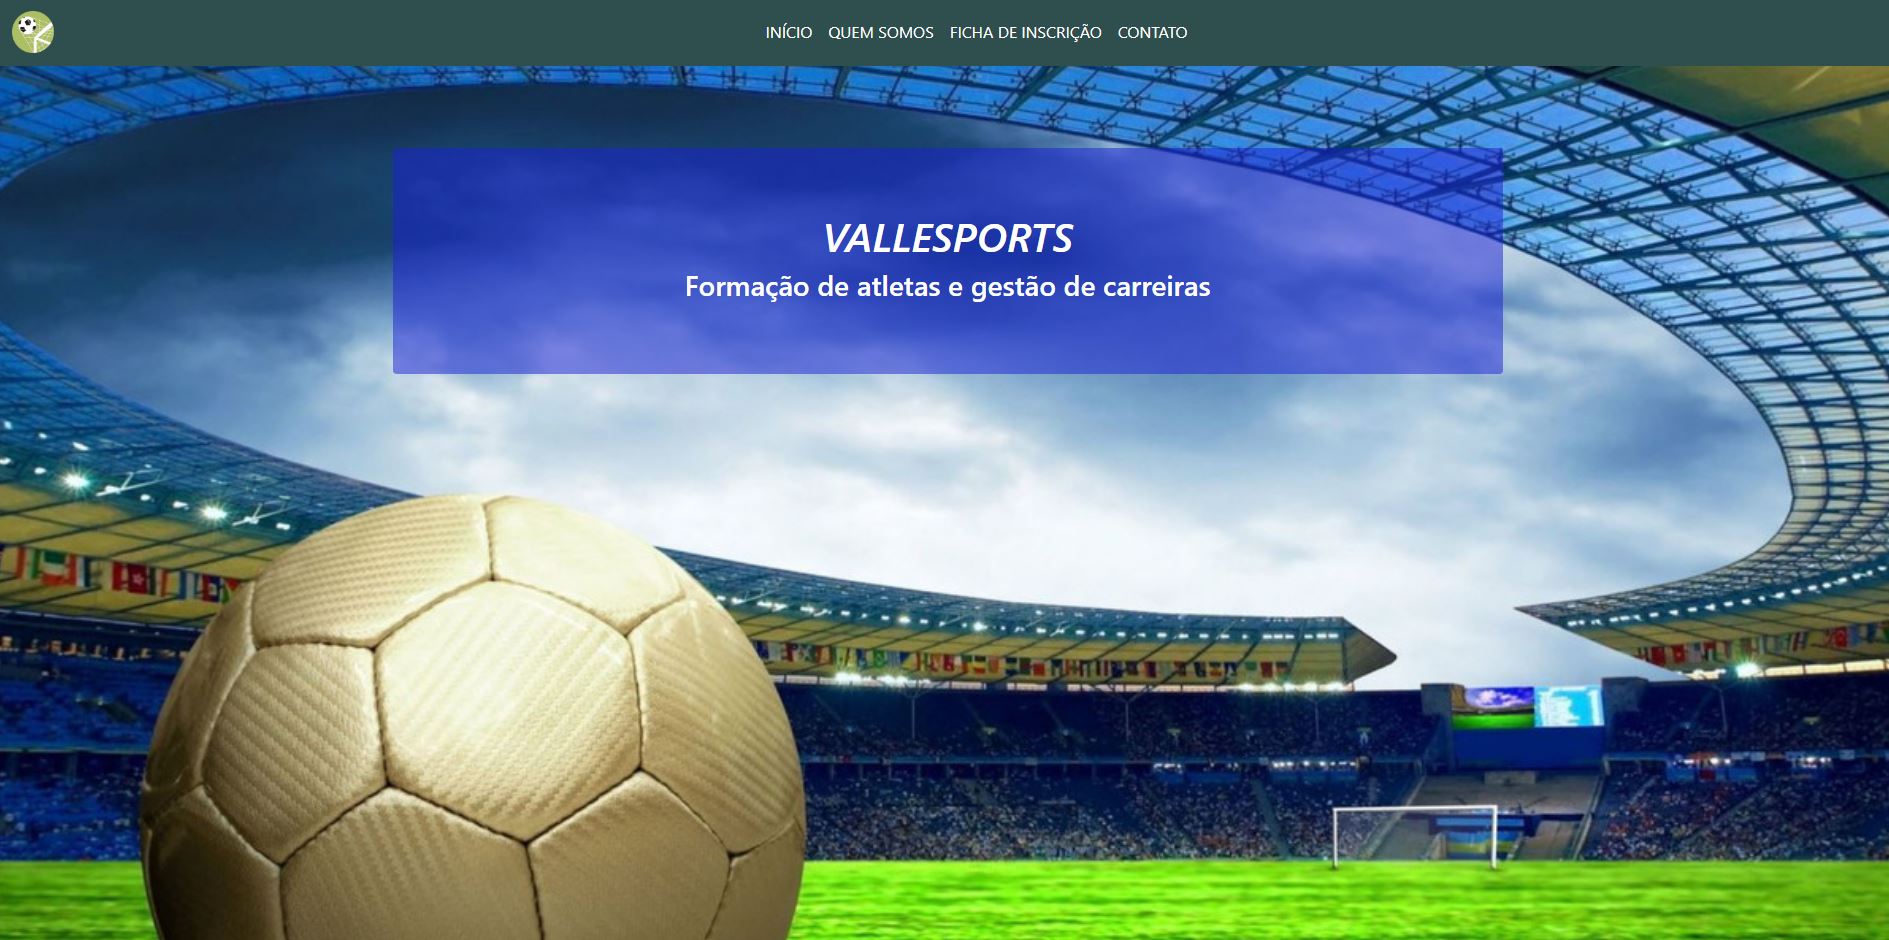 INÍCIO QUEM SOMOS FICHA DE INSCRIÇÃO CONTATO
VALLESPORTS
Formação de atletas e gestão de carreiras